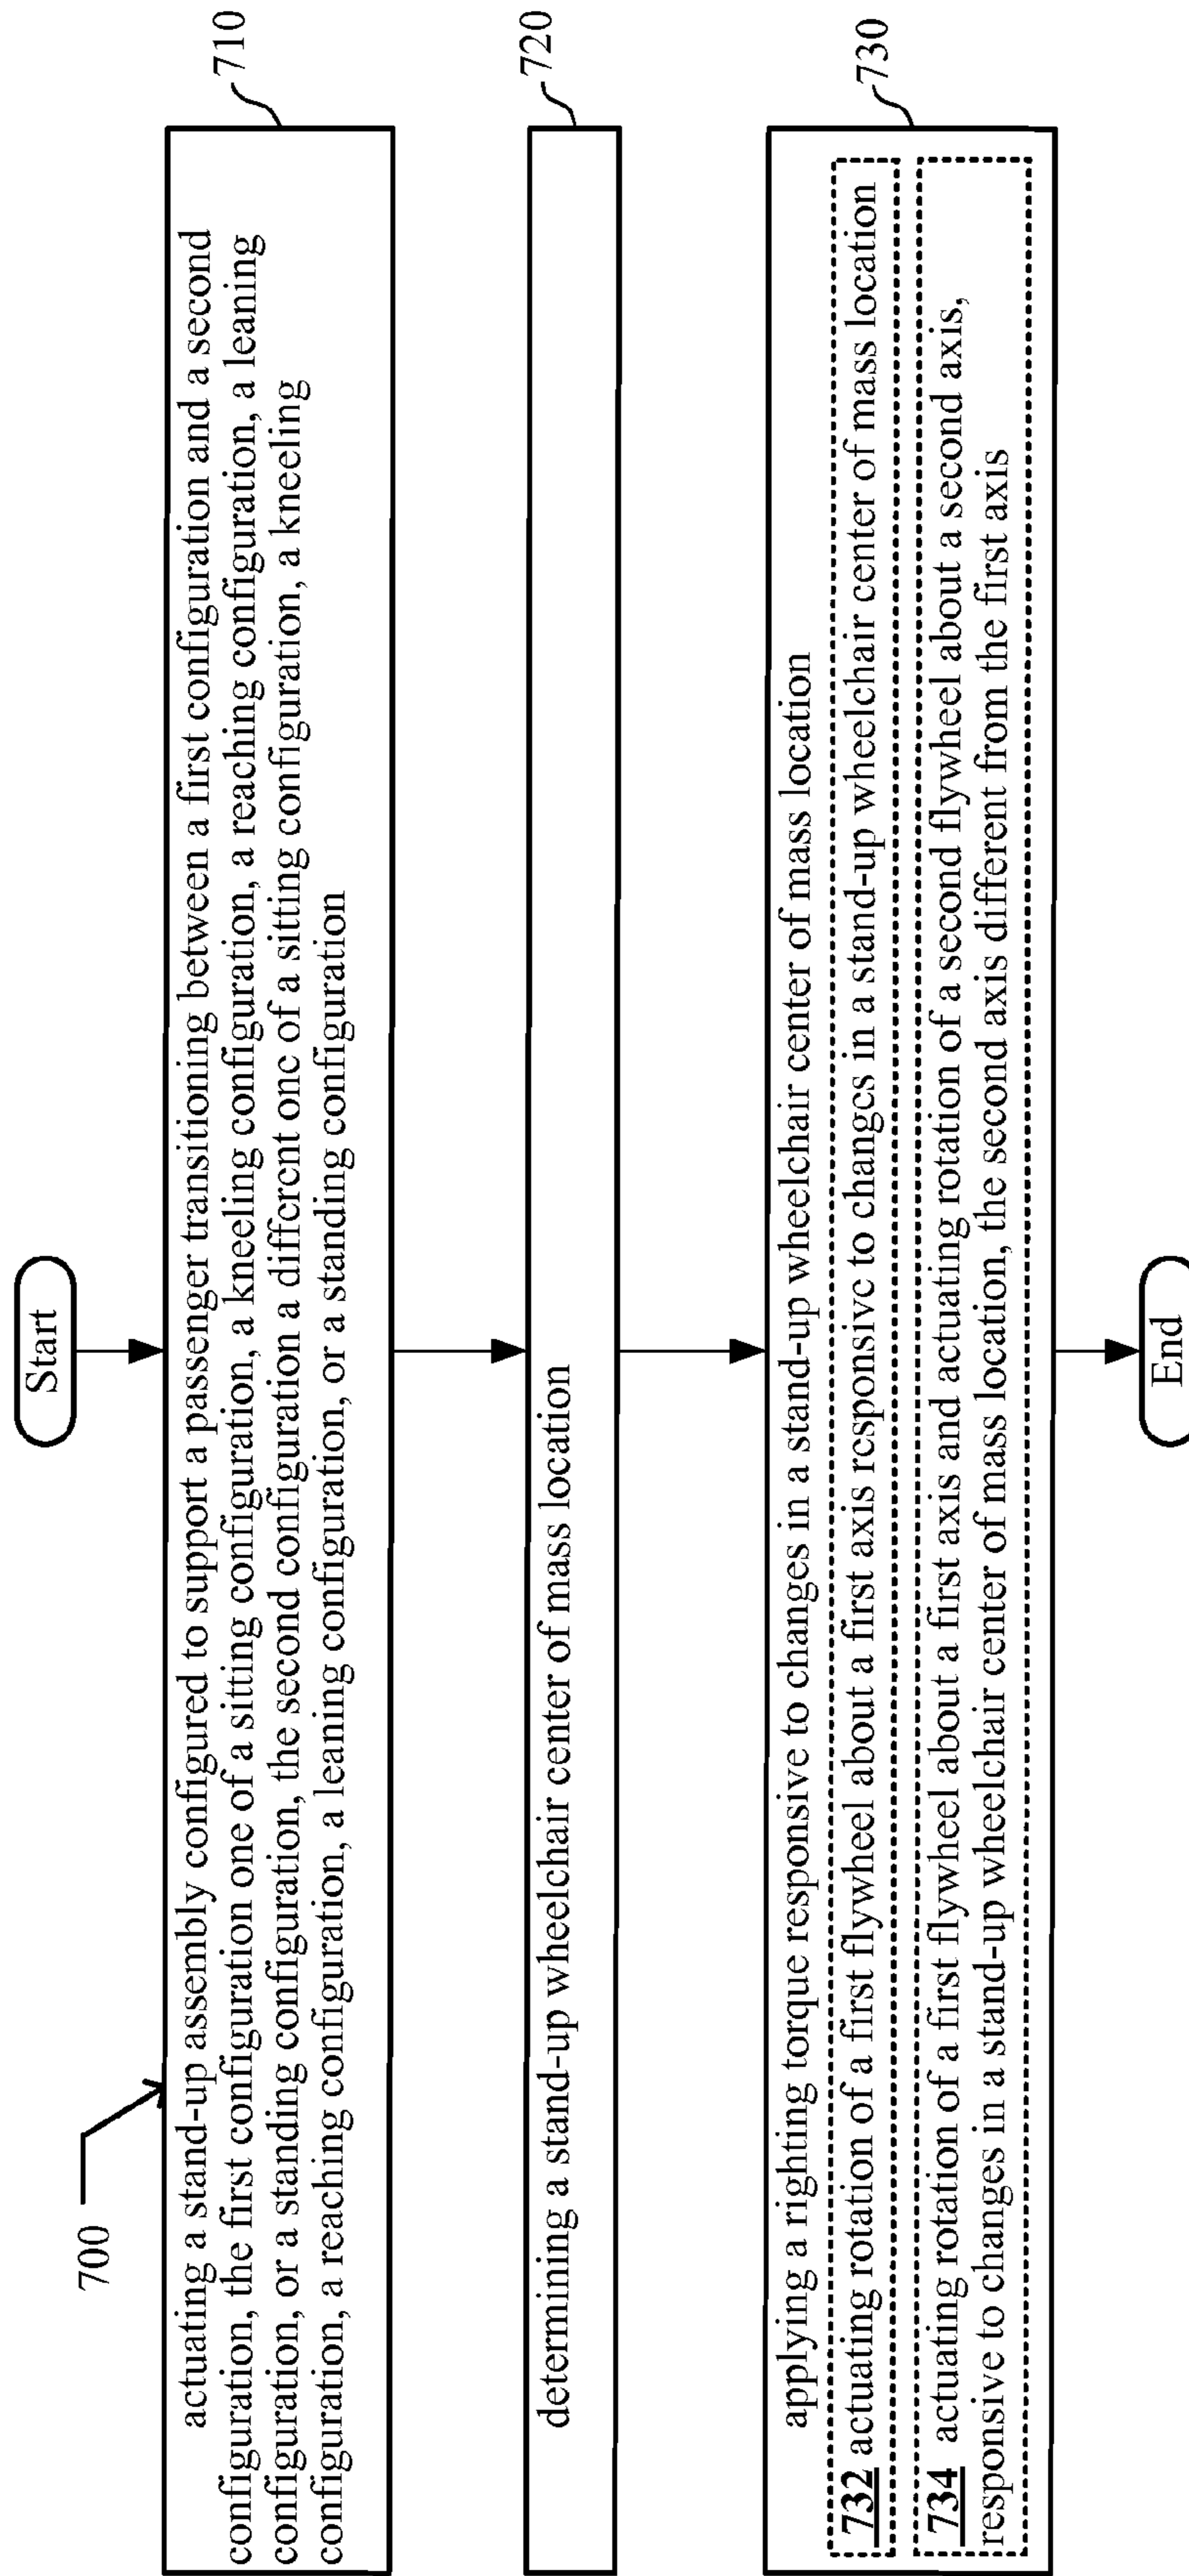 Start
700
actuating a stand-up assembly configured to support a passenger transitioning between a first configuration and a second
configuration, the first configuration one of a sitting configuration, a kneeling configuration, a reaching configuration, a leaning
configuration, or a standing configuration, the second configuration a different one of a sitting configuration, a kneeling
configuration, a reaching configuration, a leaning configuration, or a standing configuration
710
determining a stand-up wheelchair center of mass location
720
applying a righting torque responsive to changes in a stand-up wheelchair center of mass location
730
732 actuating rotation of a first flywheel about a first axis responsive to changes in a stand-up wheelchair center of mass location
734 actuating rotation of a first flywheel about a first axis and actuating rotation of a second flywheel about a second axis,
responsive to changes in a stand-up wheelchair center of mass location, the second axis different from the first axis
End